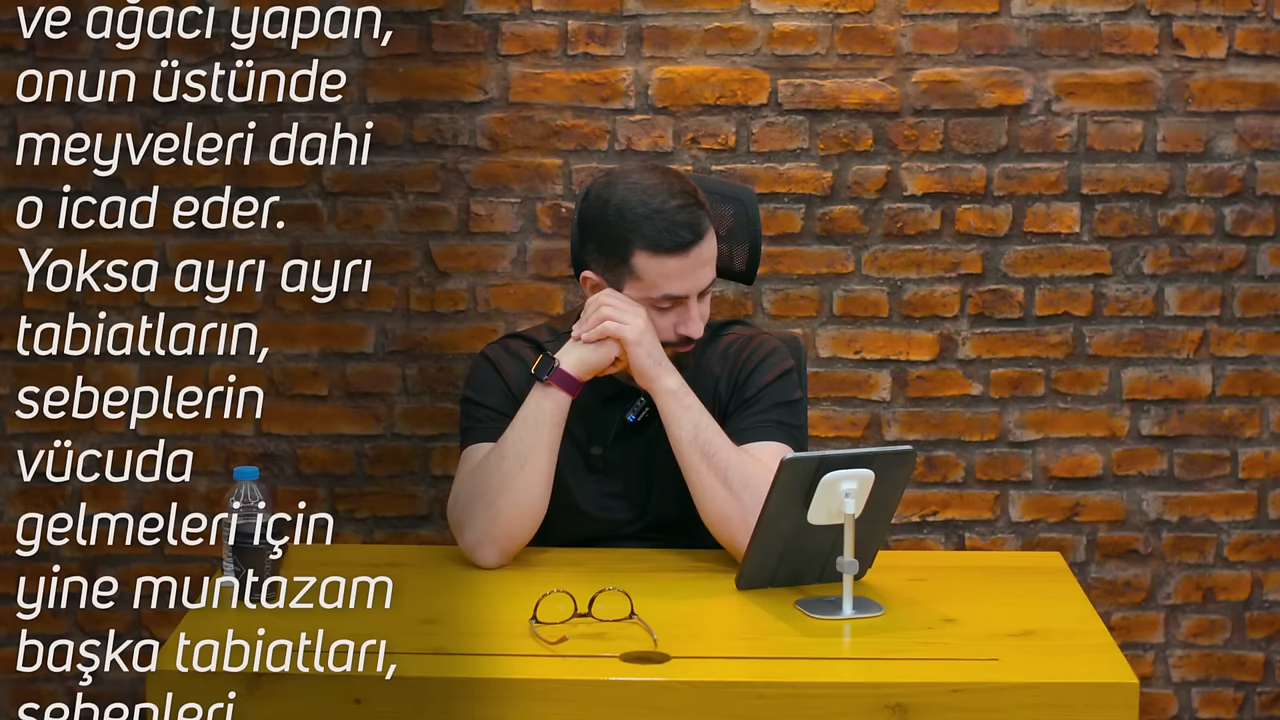 ve ağacı yapan,
onun üstünde
meyveleri dahi
o icad eder.
Yoksa ayrı ayrı
tabiatların,
sebeplerin
vücuda
gelmeleri için
yine muntazam
başka tabiatları,
sebepleri